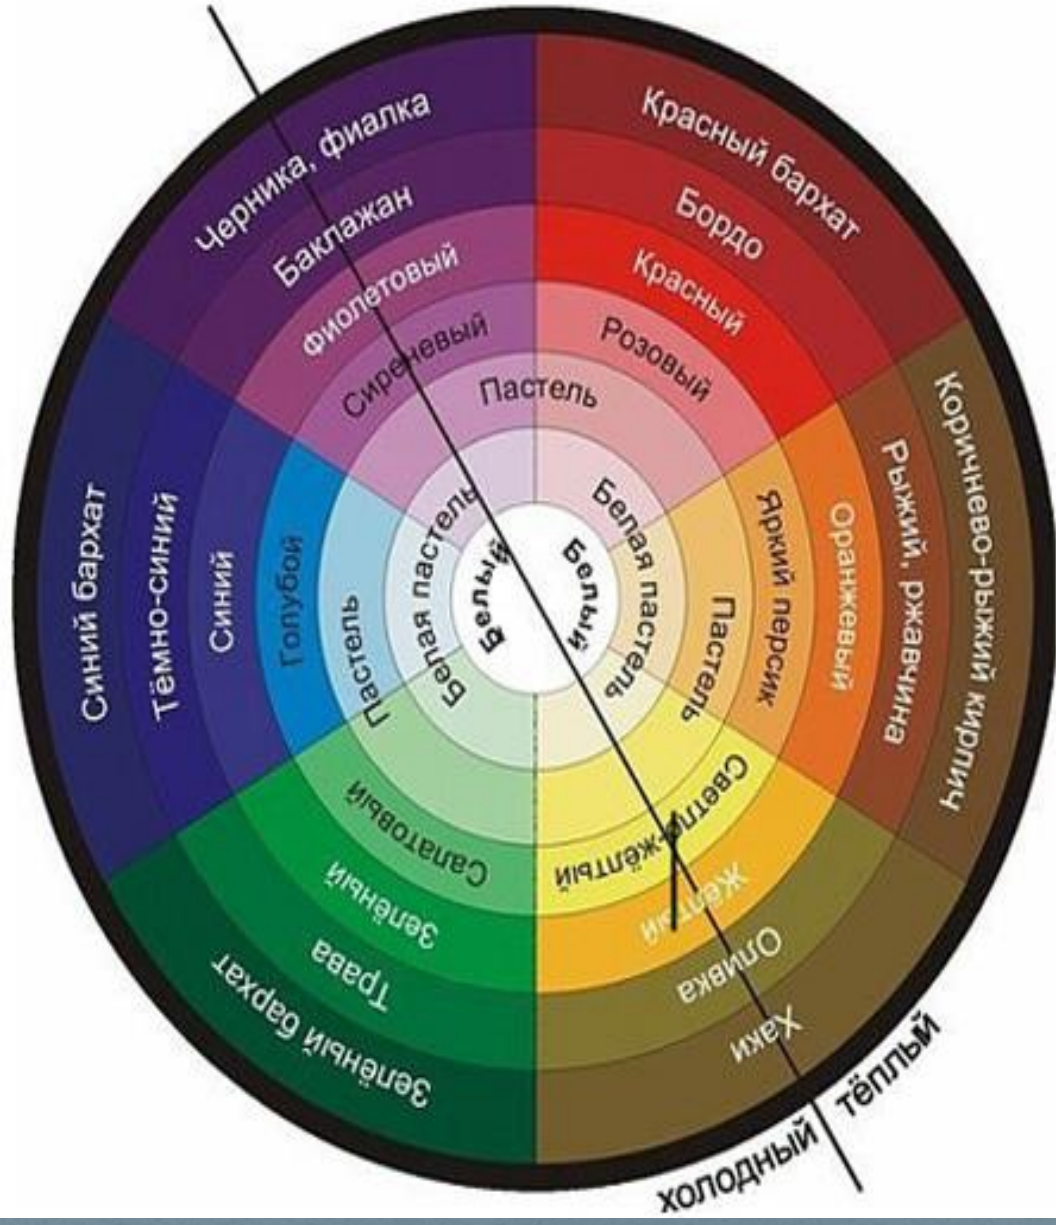 Черника, фиалка
Баклажан
фиолетовый
Сиреневый
Пастель
Белая пастель
Белый
Красный бархат
Бордо
Красный
Розовый
Белая пастель
Белый
Коринчево-рыжий кирпич
Рыжий, ржавчина
Оранжевый
Яркий персик
Пастель
Синий бархат
Тёмно-синий
Синий
Голубой
Пастель
Салатовый
Зелёный
Трава
Зелёный бархат
Светло-жёлтый
Жёлтый
Оливка
Хаки
холодный
тёплый